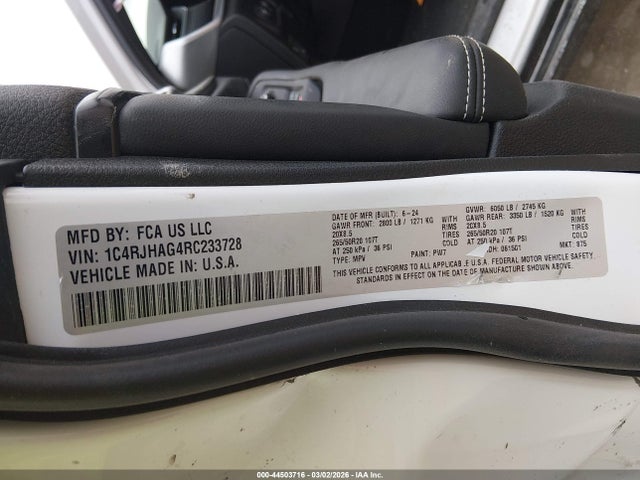 MFD BY: FCA US LLC
VIN: 1C4RJHAG4RC233728
VEHICLE MADE IN: U.S.A.
DATE OF MFR (BUILT): 6-24
GVWR: 6050 LB / 2745 KG
GAWR FRONT: 2800 LB / 1271 KG
GAWR REAR: 3350 LB / 1520 KG
20X8.5
RIMS
20X8.5
RIMS
265/50R20 107T
TIRES
265/50R20 107T
TIRES
AT 250 kPa / 36 PSI
COLD
AT 250 kPa / 36 PSI
COLD
TYPE: MPV
PAINT: PW7
JH: 061501
MKT: 975
THIS VEHICLE CONFORMS TO ALL APPLICABLE U.S.A. FEDERAL MOTOR VEHICLE SAFETY,
STANDARDS IN EFFECT ON THE DATE OF MANUFACTURE SHOWN ABOVE.
000-44503716 - 03/02/2026 - IAA Inc.